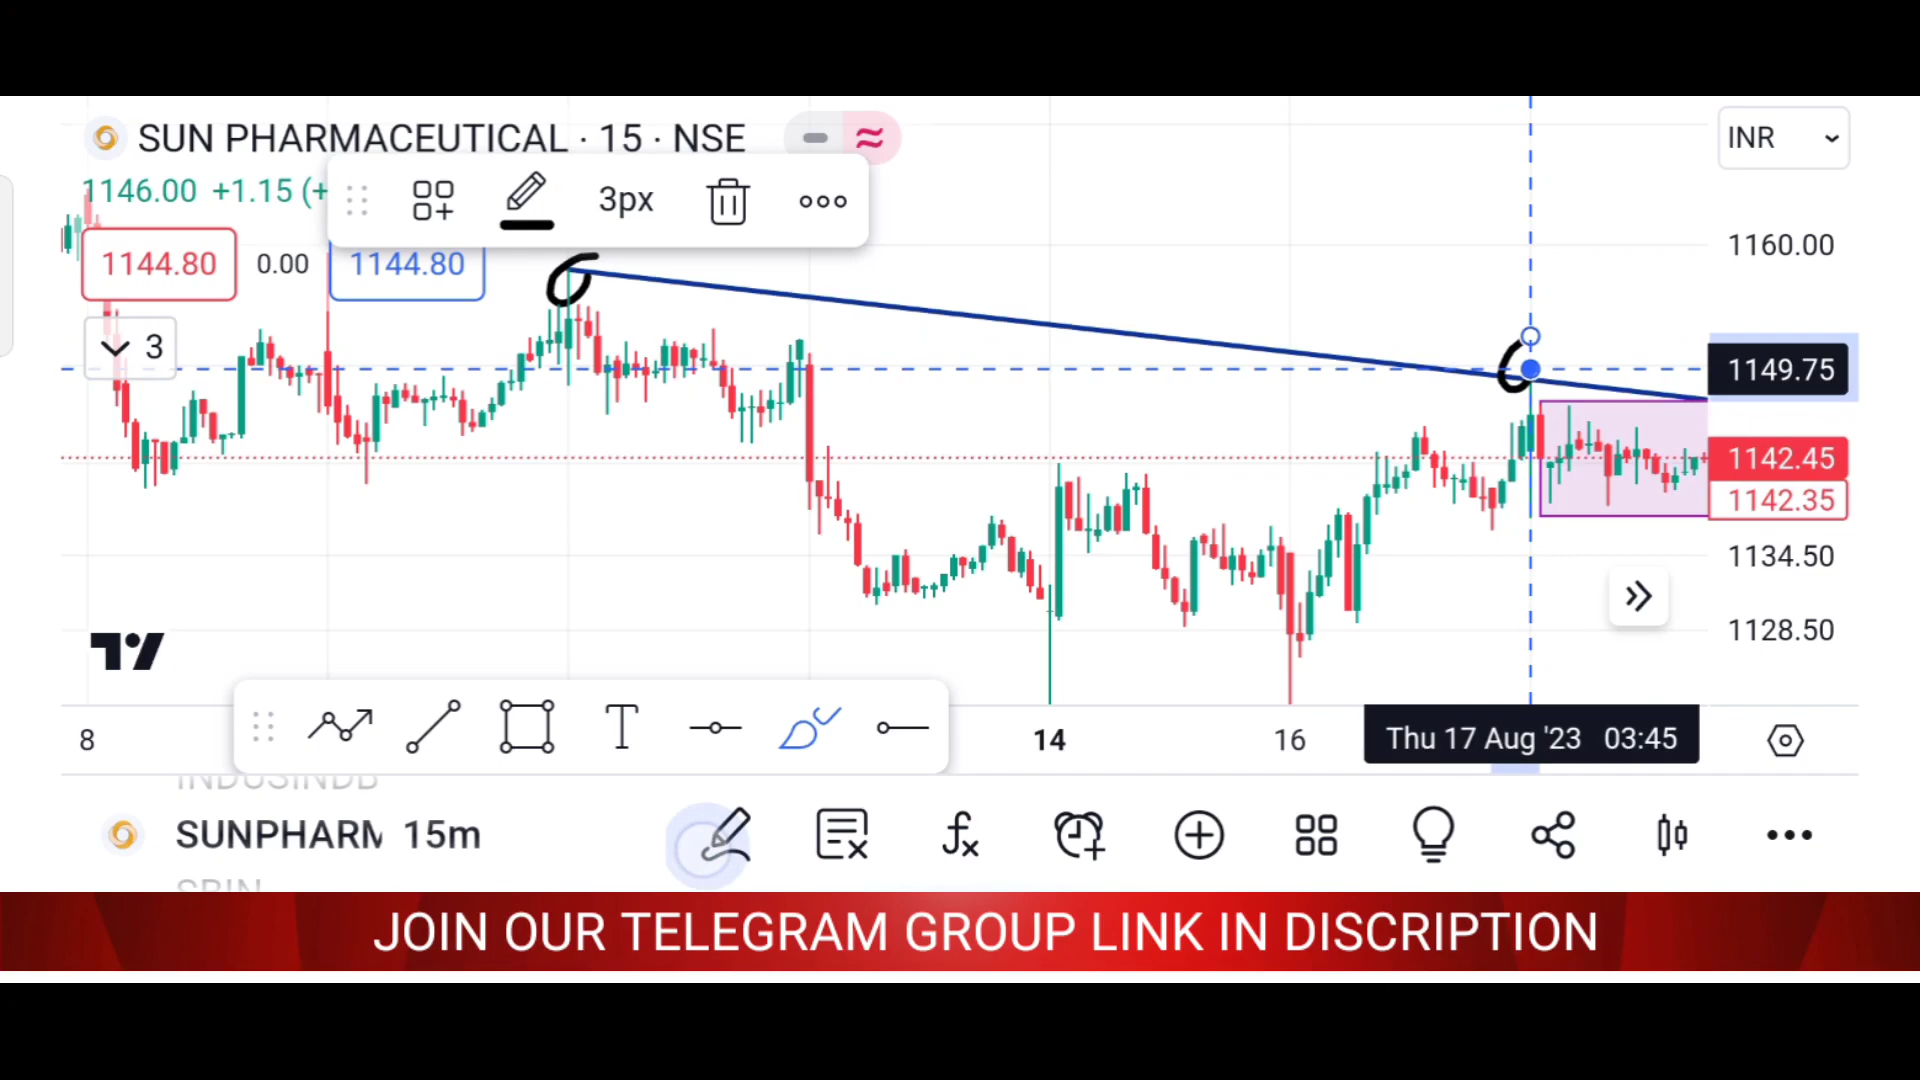 SUN PHARMACEUTICAL · 15 · NSE
INR
1146.00 +1.15 (+
3px
1144.80 0.00 1144.80
3
1160.00
1149.75
1142.45
1142.35
1134.50
1128.50
8
14
16
Thu 17 Aug '23 03:45
INDUSINDB
SUNPHARM 15m
SBIN
JOIN OUR TELEGRAM GROUP LINK IN DISCRIPTION